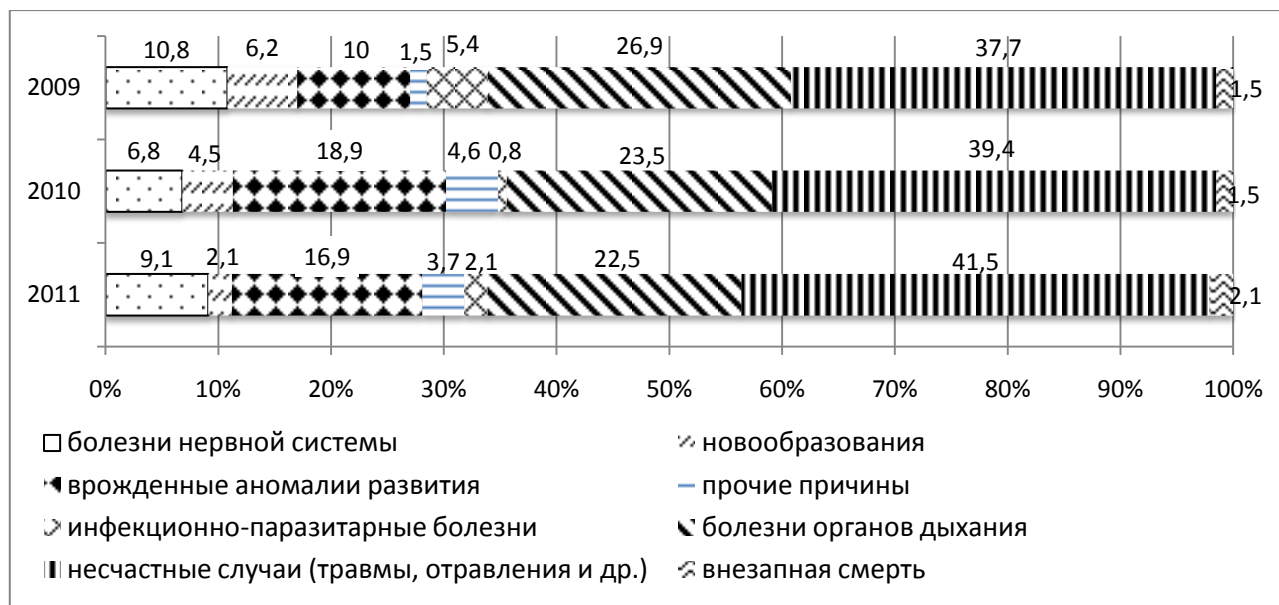 10,8 6,2 10 1,5 5,4 26,9 37,7
2009
1,5
6,8 4,5 18,9 4,6 0,8 23,5 39,4
2010
1,5
9,1 2,1 16,9 3,7 2,1 22,5 41,5
2011
2,1
0% 10% 20% 30% 40% 50% 60% 70% 80% 90% 100%
болезни нервной системы новообразования
врожденные аномалии развития прочие причины
инфекционно-паразитарные болезни болезни органов дыхания
несчастные случаи (травмы, отравления и др.) внезапная смерть